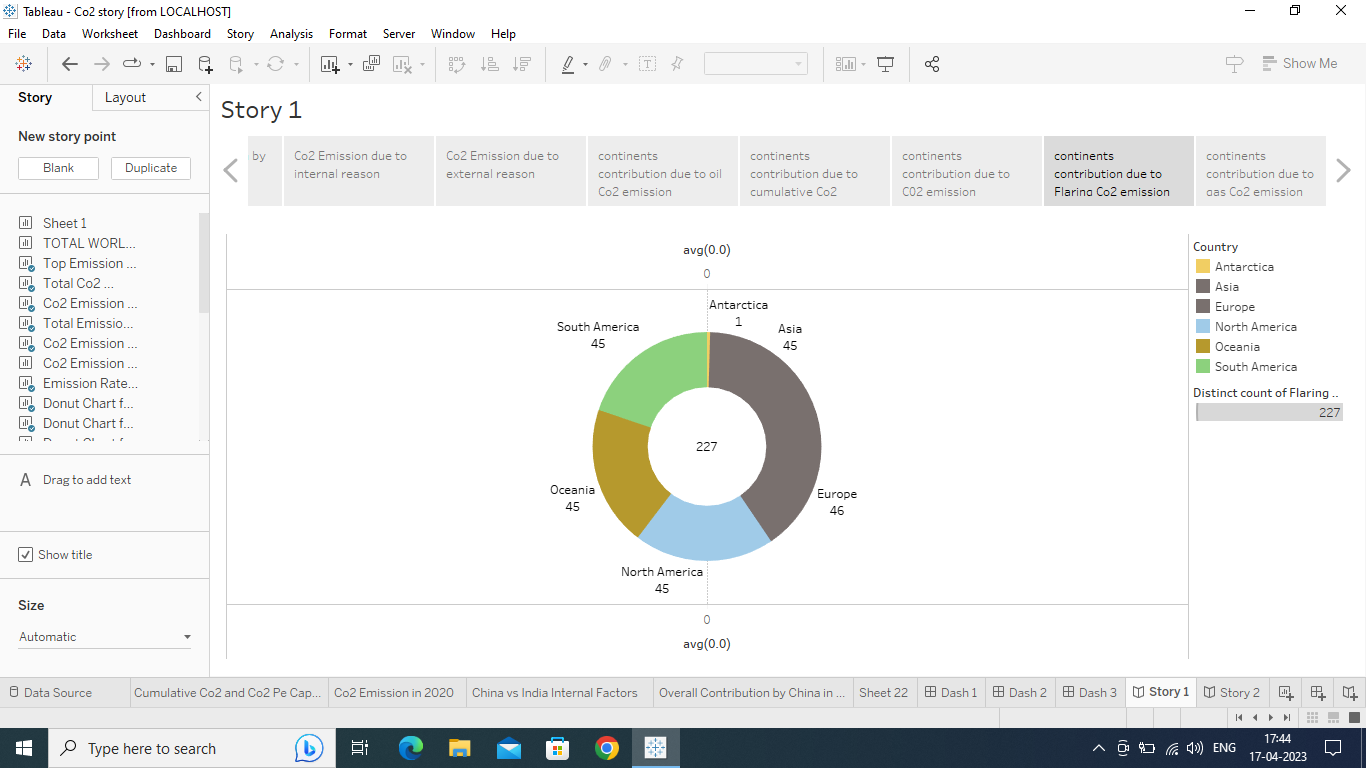 Tableau - Co2 story [from LOCALHOST]
File Data Worksheet Dashboard Story Analysis Format Server Window Help
Show Me
Story
Layout
New story point
Blank
Duplicate
Sheet 1
TOTAL WORL...
Top Emission ...
Total Co2 ...
Co2 Emission ...
Total Emissio...
Co2 Emission ...
Co2 Emission ...
Emission Rate...
Donut Chart f...
Donut Chart f...
Donut Chart f...
A Drag to add text
Show title
Size
Automatic
Story 1
by
Co2 Emission due to
internal reason
Co2 Emission due to
external reason
continents
contribution due to oil
Co2 emission
continents
contribution due to
cumulative Co2
continents
contribution due to
C02 emission
continents
contribution due to
Flaring Co2 emission
continents
contribution due to
gas Co2 emission
avg(0.0)
0
Antarctica
1
Asia
45
South America
45
227
Oceania
45
Europe
46
North America
45
0
avg(0.0)
Country
Antarctica
Asia
Europe
North America
Oceania
South America
Distinct count of Flaring ..
227
Data Source
Cumulative Co2 and Co2 Pe Cap...
Co2 Emission in 2020
China vs India Internal Factors
Overall Contribution by China in ...
Sheet 22
Dash 1
Dash 2
Dash 3
Story 1
Story 2
Type here to search
ENG
17:44
17-04-2023